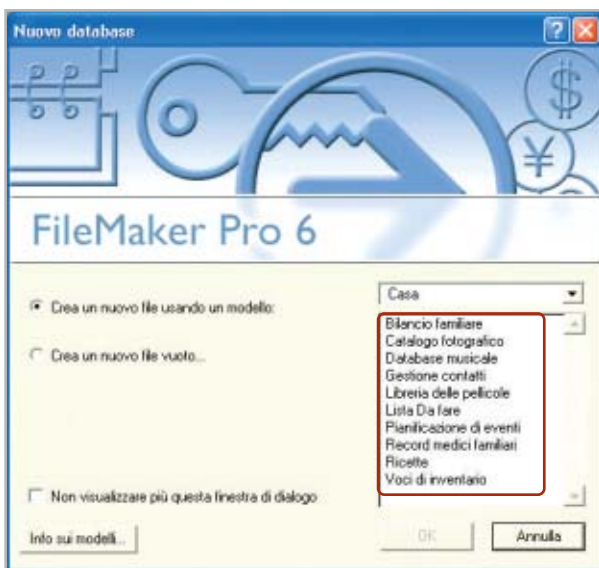 Nuovo database
FileMaker Pro 6
Crea un nuovo file usando un modello:
Crea un nuovo file vuoto...
Casa
Bilancio familiare
Catalogo fotografico
Database musicale
Gestione contatti
Libreria delle pellicole
Lista Da fare
Pianificazione di eventi
Record medici familiari
Ricette
Voci di inventario
Non visualizzare più questa finestra di dialogo
Info sui modelli...
OK
Annulla